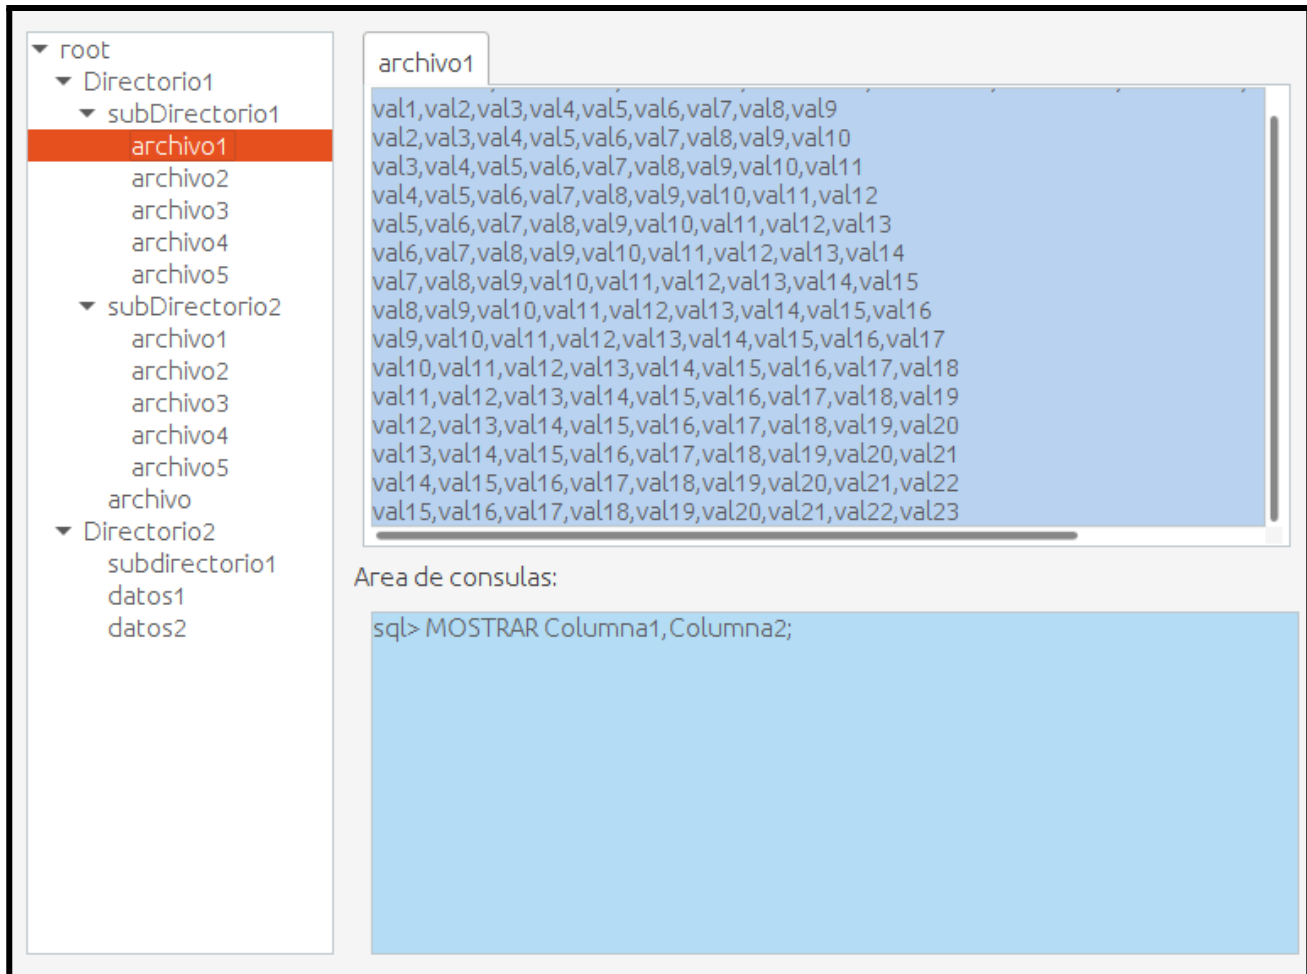 root
Directorio1
subDirectorio1
archivo1
archivo2
archivo3
archivo4
archivo5
subDirectorio2
archivo1
archivo2
archivo3
archivo4
archivo5
archivo
Directorio2
subdirectorio1
datos1
datos2
archivo1
val1,val2,val3,val4,val5,val6,val7,val8,val9
val2,val3,val4,val5,val6,val7,val8,val9,val10
val3,val4,val5,val6,val7,val8,val9,val10,val11
val4,val5,val6,val7,val8,val9,val10,val11,val12
val5,val6,val7,val8,val9,val10,val11,val12,val13
val6,val7,val8,val9,val10,val11,val12,val13,val14
val7,val8,val9,val10,val11,val12,val13,val14,val15
val8,val9,val10,val11,val12,val13,val14,val15,val16
val9,val10,val11,val12,val13,val14,val15,val16,val17
val10,val11,val12,val13,val14,val15,val16,val17,val18
val11,val12,val13,val14,val15,val16,val17,val18,val19
val12,val13,val14,val15,val16,val17,val18,val19,val20
val13,val14,val15,val16,val17,val18,val19,val20,val21
val14,val15,val16,val17,val18,val19,val20,val21,val22
val15,val16,val17,val18,val19,val20,val21,val22,val23
Area de consulas:
sql> MOSTRAR Columna1,Columna2;